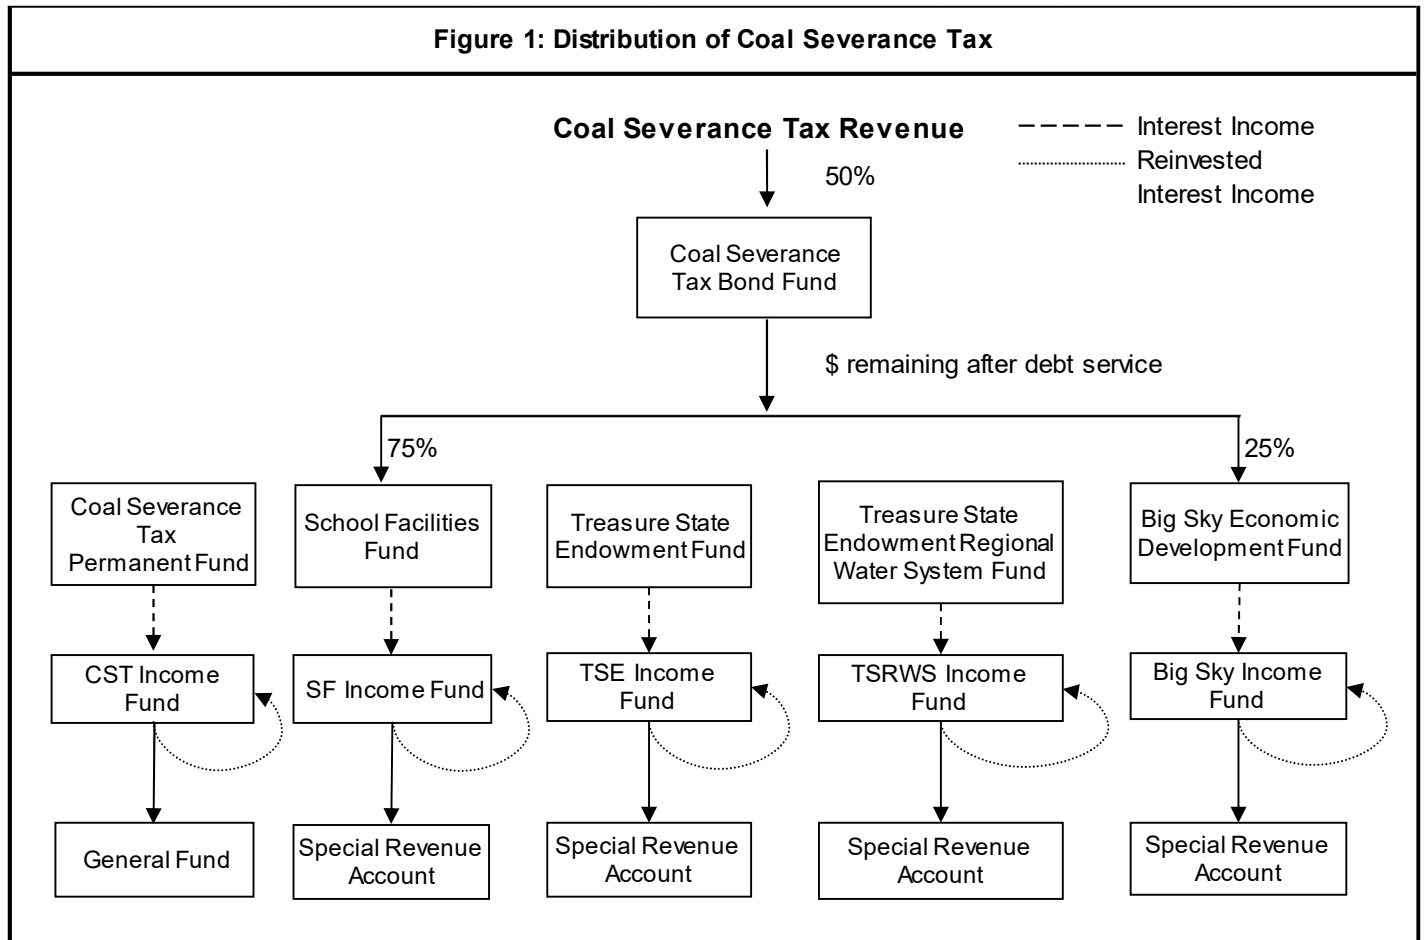 Figure 1: Distribution of Coal Severance Tax
Coal Severance Tax Revenue
Interest Income
Reinvested
Interest Income
50%
Coal Severance
Tax Bond Fund
$ remaining after debt service
75%
25%
Coal Severance
Tax
Permanent Fund
School Facilities
Fund
Treasure State
Endowment Fund
Treasure State
Endowment Regional
Water System Fund
Big Sky Economic
Development Fund
CST Income
Fund
SF Income Fund
TSE Income
Fund
TSRWS Income
Fund
Big Sky Income
Fund
General Fund
Special Revenue
Account
Special Revenue
Account
Special Revenue
Account
Special Revenue
Account